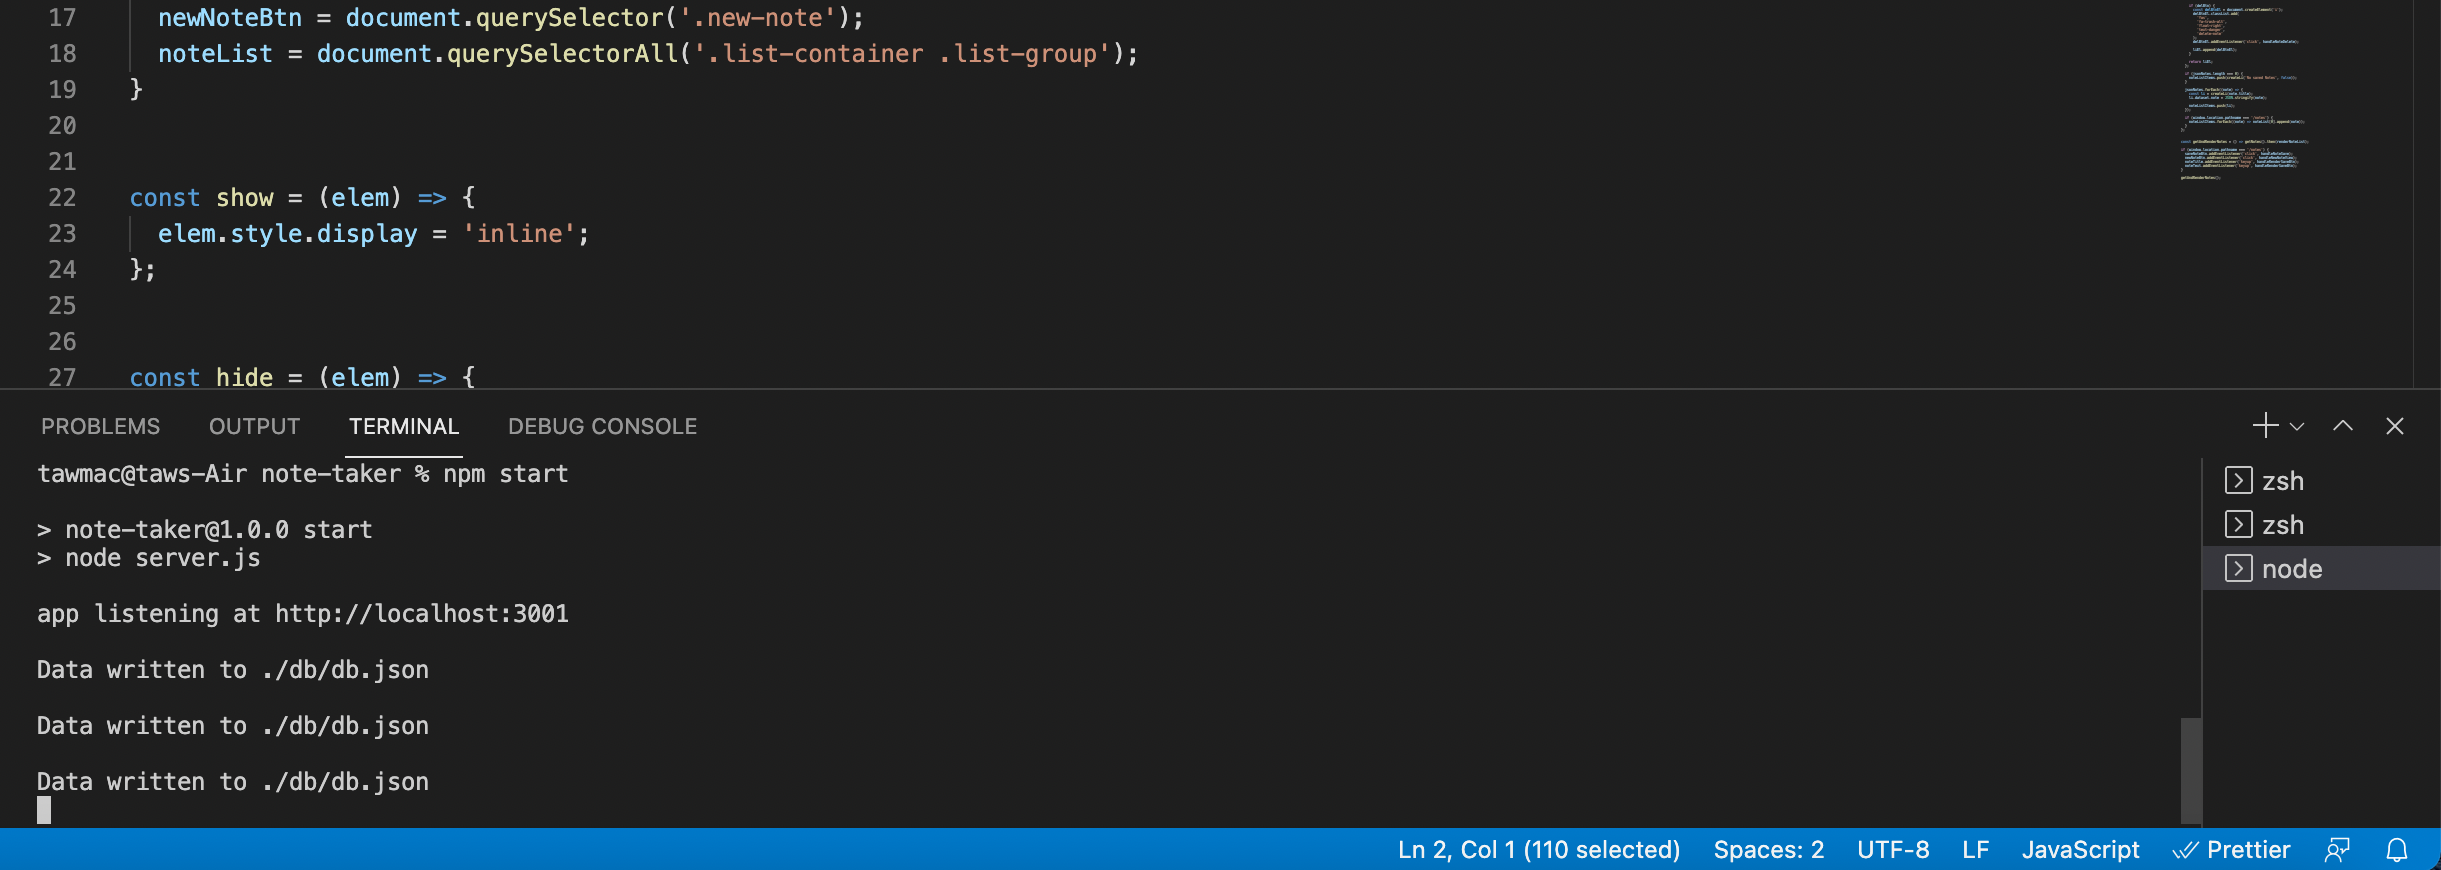 17 newNoteBtn = document.querySelector('.new-note');
18 noteList = document.querySelectorAll('.list-container .list-group');
19 }
20
21
22 const show = (elem) => {
23 elem.style.display = 'inline';
24 };
25
26
27 const hide = (elem) => {
PROBLEMS OUTPUT TERMINAL DEBUG CONSOLE
tawmac@taws-Air note-taker % npm start
> note-taker@1.0.0 start
> node server.js
app listening at http://localhost:3001
Data written to ./db/db.json
Data written to ./db/db.json
Data written to ./db/db.json
zsh
zsh
node
Ln 2, Col 1 (110 selected) Spaces: 2 UTF-8 LF JavaScript Prettier